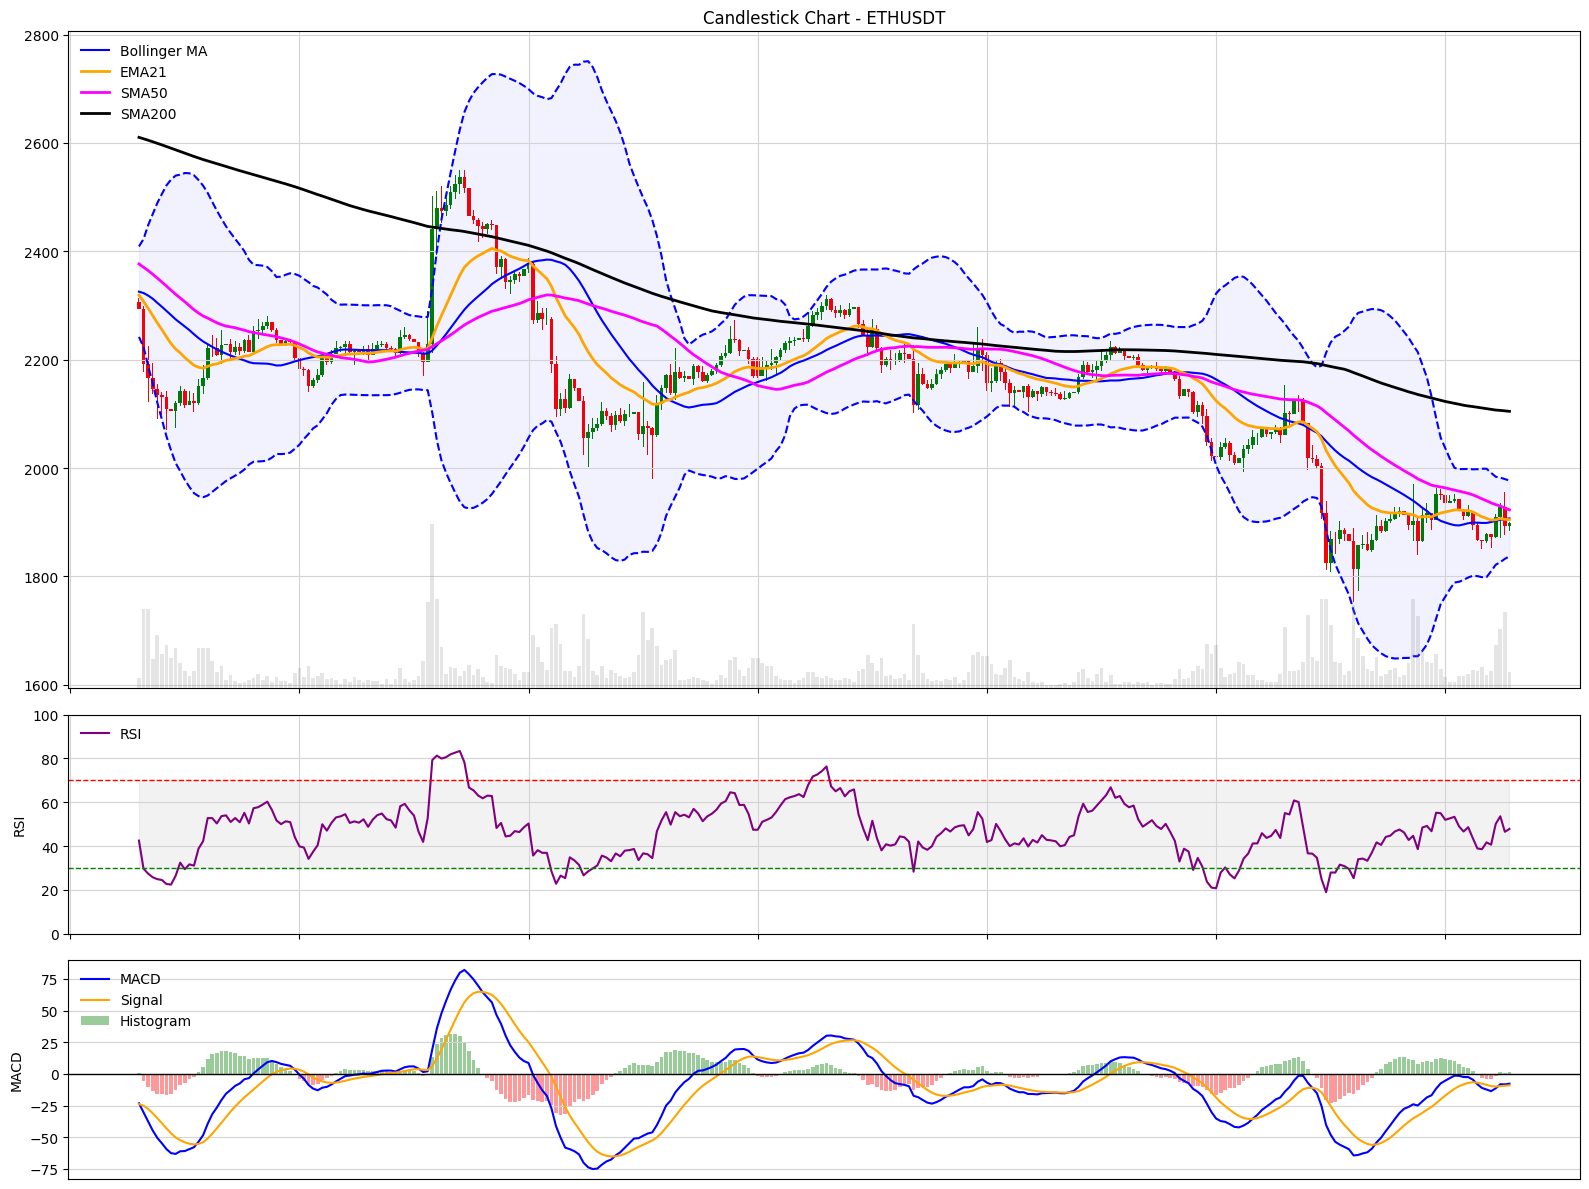 Candlestick Chart - ETHUSDT
2800
2600
2400
2200
2000
1800
1600
Bollinger MA
EMA21
SMA50
SMA200
100
80
60
40
20
0
RSI
RSI
75
50
25
0
−25
−50
−75
MACD
MACD
Signal
Histogram